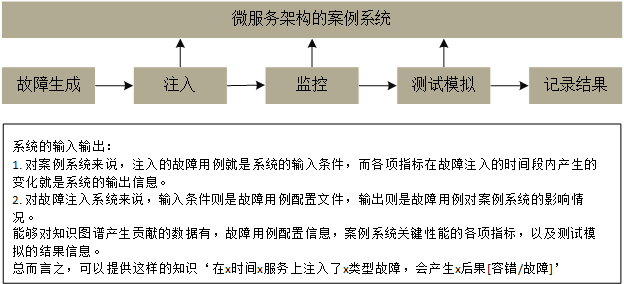 微服务架构的案例系统
故障生成
注入
监控
测试模拟
记录结果
系统的输入输出：
1. 对案例系统来说，注入的故障用例就是系统的输入条件，而各项指标在故障注入的时间段内产生的
变化就是系统的输出信息。
2. 对故障注入系统来说，输入条件则是故障用例配置文件，输出则是故障用例对案例系统的影响情
况。
能够对知识图谱产生贡献的数据有，故障用例配置信息，案例系统关键性能的各项指标，以及测试模
拟的结果信息。
总而言之，可以提供这样的知识‘在x时间x服务上注入了x类型故障，会产生x后果[容错/故障]’